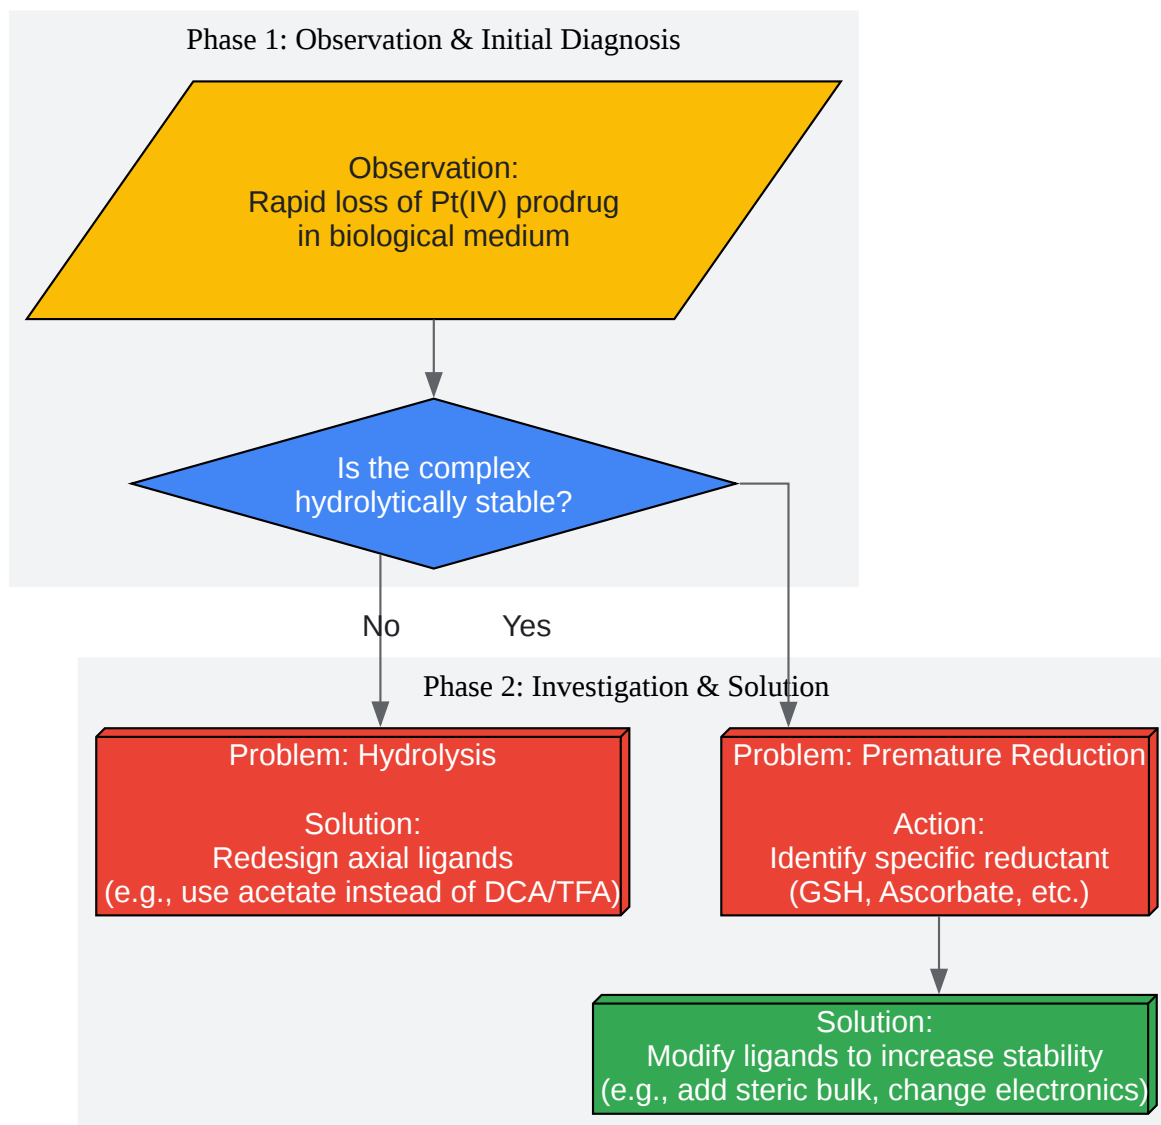 Phase 1: Observation & Initial Diagnosis
Observation:
Rapid loss of Pt(IV) prodrug
in biological medium
Is the complex
hydrolytically stable?
No
Yes
Phase 2: Investigation & Solution
Problem: Hydrolysis
Solution:
Redesign axial ligands
(e.g., use acetate instead of DCA/TFA)
Problem: Premature Reduction
Action:
Identify specific reductant
(GSH, Ascorbate, etc.)
Solution:
Modify ligands to increase stability
(e.g., add steric bulk, change electronics)